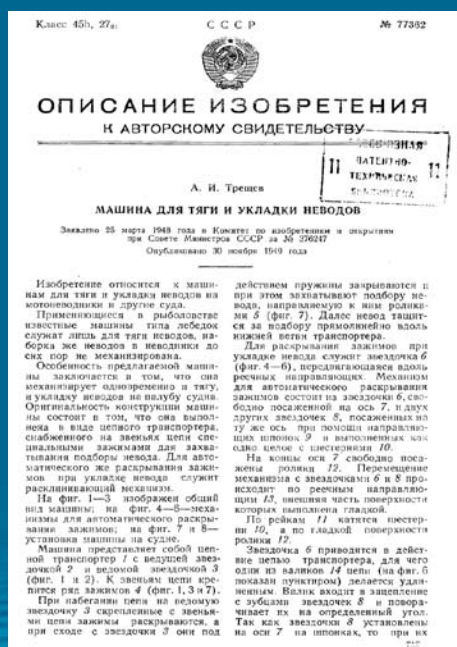 Класс 45h, 27₀₁
СССР
№ 77362
ОПИСАНИЕ ИЗОБРЕТЕНИЯ
К АВТОРСКОМУ СВИДЕТЕЛЬСТВУ
ПАТЕНТНО-
ТЕХНИЧЕСКАЯ
А. И. Трещев
МАШИНА ДЛЯ ТЯГИ И УКЛАДКИ НЕВОДОВ
Заявлено 25 марта 1948 года в Комитет по изобретениям и открытиям
при Совете Министров СССР за № 376247
Опубликовано 30 ноября 1949 года
Изобретение относится к маши-
нам для тяги и укладки неводов на
мотоневодники и другие суда.
Применяющиеся в рыболовстве
известные машины типа лебедок
служат лишь для тяги неводов, на-
борка же неводов в неводники до
сих пор не механизирована.
Особенность предлагаемой маши-
ны заключается в том, что она
механизирует одновременно и тягу,
и укладку неводов на палубу судна.
Оригинальность конструкции маши-
ны состоит в том, что она выпол-
нена в виде цепного транспортера,
снабженного на звеньях цепи спе-
циальными зажимами для захва-
тывания подборы невода. Для авто-
матического же раскрывания зажи-
мов при укладке невода служит
расклинивающий механизм.
На фиг. 1—3 изображен общий
вид машины; на фиг. 4—6—меха-
низмы для автоматического раскры-
вания зажимов; на фиг. 7 и 8—
установка машины на судне.
Машина представляет собой цеп-
ной транспортер 1 с ведущей звез-
дочкой 2 и ведомой звездочкой 3
(фиг. 1 и 2). К звеньям цепи кре-
пится ряд зажимов 4 (фиг. 1, 3 и 7).
При набегании цепи на ведомую
звездочку 3 скрепленные с звенья-
ми цепи зажимы раскрываются, а
при сходе с звездочки 3 они под
действием пружины закрываются и
при этом захватывают подбору не-
вода, направляемую к ним ролика-
ми 5 (фиг. 7). Далее невод тащит-
ся за подбору прямолинейно вдоль
нижней ветви транспортера.
Для раскрывания зажимов при
укладке невода служит звездочка 6
(фиг. 4—6), передвигающаяся вдоль
реечных направляющих. Механизм
для автоматического раскрывания
зажимов состоит из звездочки 6, сво-
бодно посаженной на ось 7, и двух
других звездочек 8, посаженных на
ту же ось при помощи направляю-
щих шпонок 9 и выполненных как
одно целое с шестернями 10.
На концы оси 7 свободно поса-
жены ролики 12. Перемещение
механизма с звездочками 6 и 8 про-
исходит по реечным направляю-
щим 13, внешняя часть поверхности
которых выполнена гладкой.
По рейкам 11 катятся шестер-
ни 10, а по гладкой поверхности
ролики 12.
Звездочка 6 приводится в дейст-
вие цепью транспортера, для чего
один из валиков 14 цепи (на фиг. 6
показан пунктиром) делается удли-
ненным. Валик входит в зацепление
с зубцами звездочек 8 и повора-
чивает их на определенный угол.
Так как звездочки 8 установлены
на оси 7 на шпонках, то при их